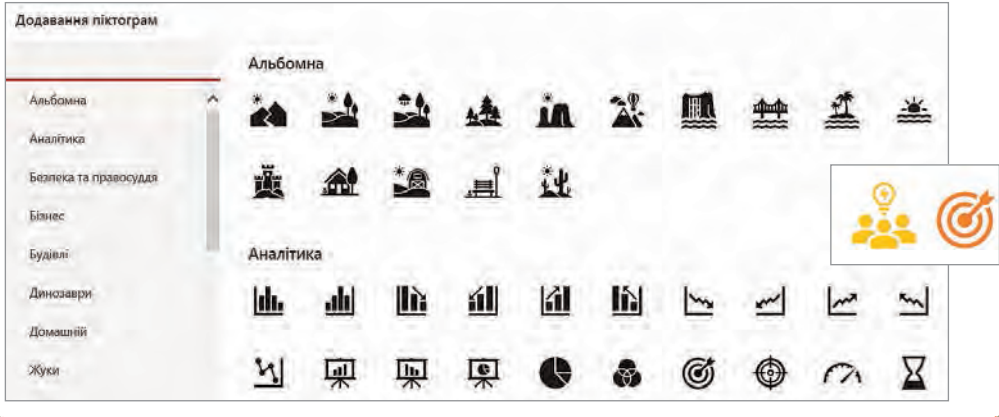 Додавання піктограм
Альбомна
Аналітика
Безпека та правосуддя
Бізнес
Будівлі
Динозаври
Домашній
Жуки
Альбомна
Аналітика